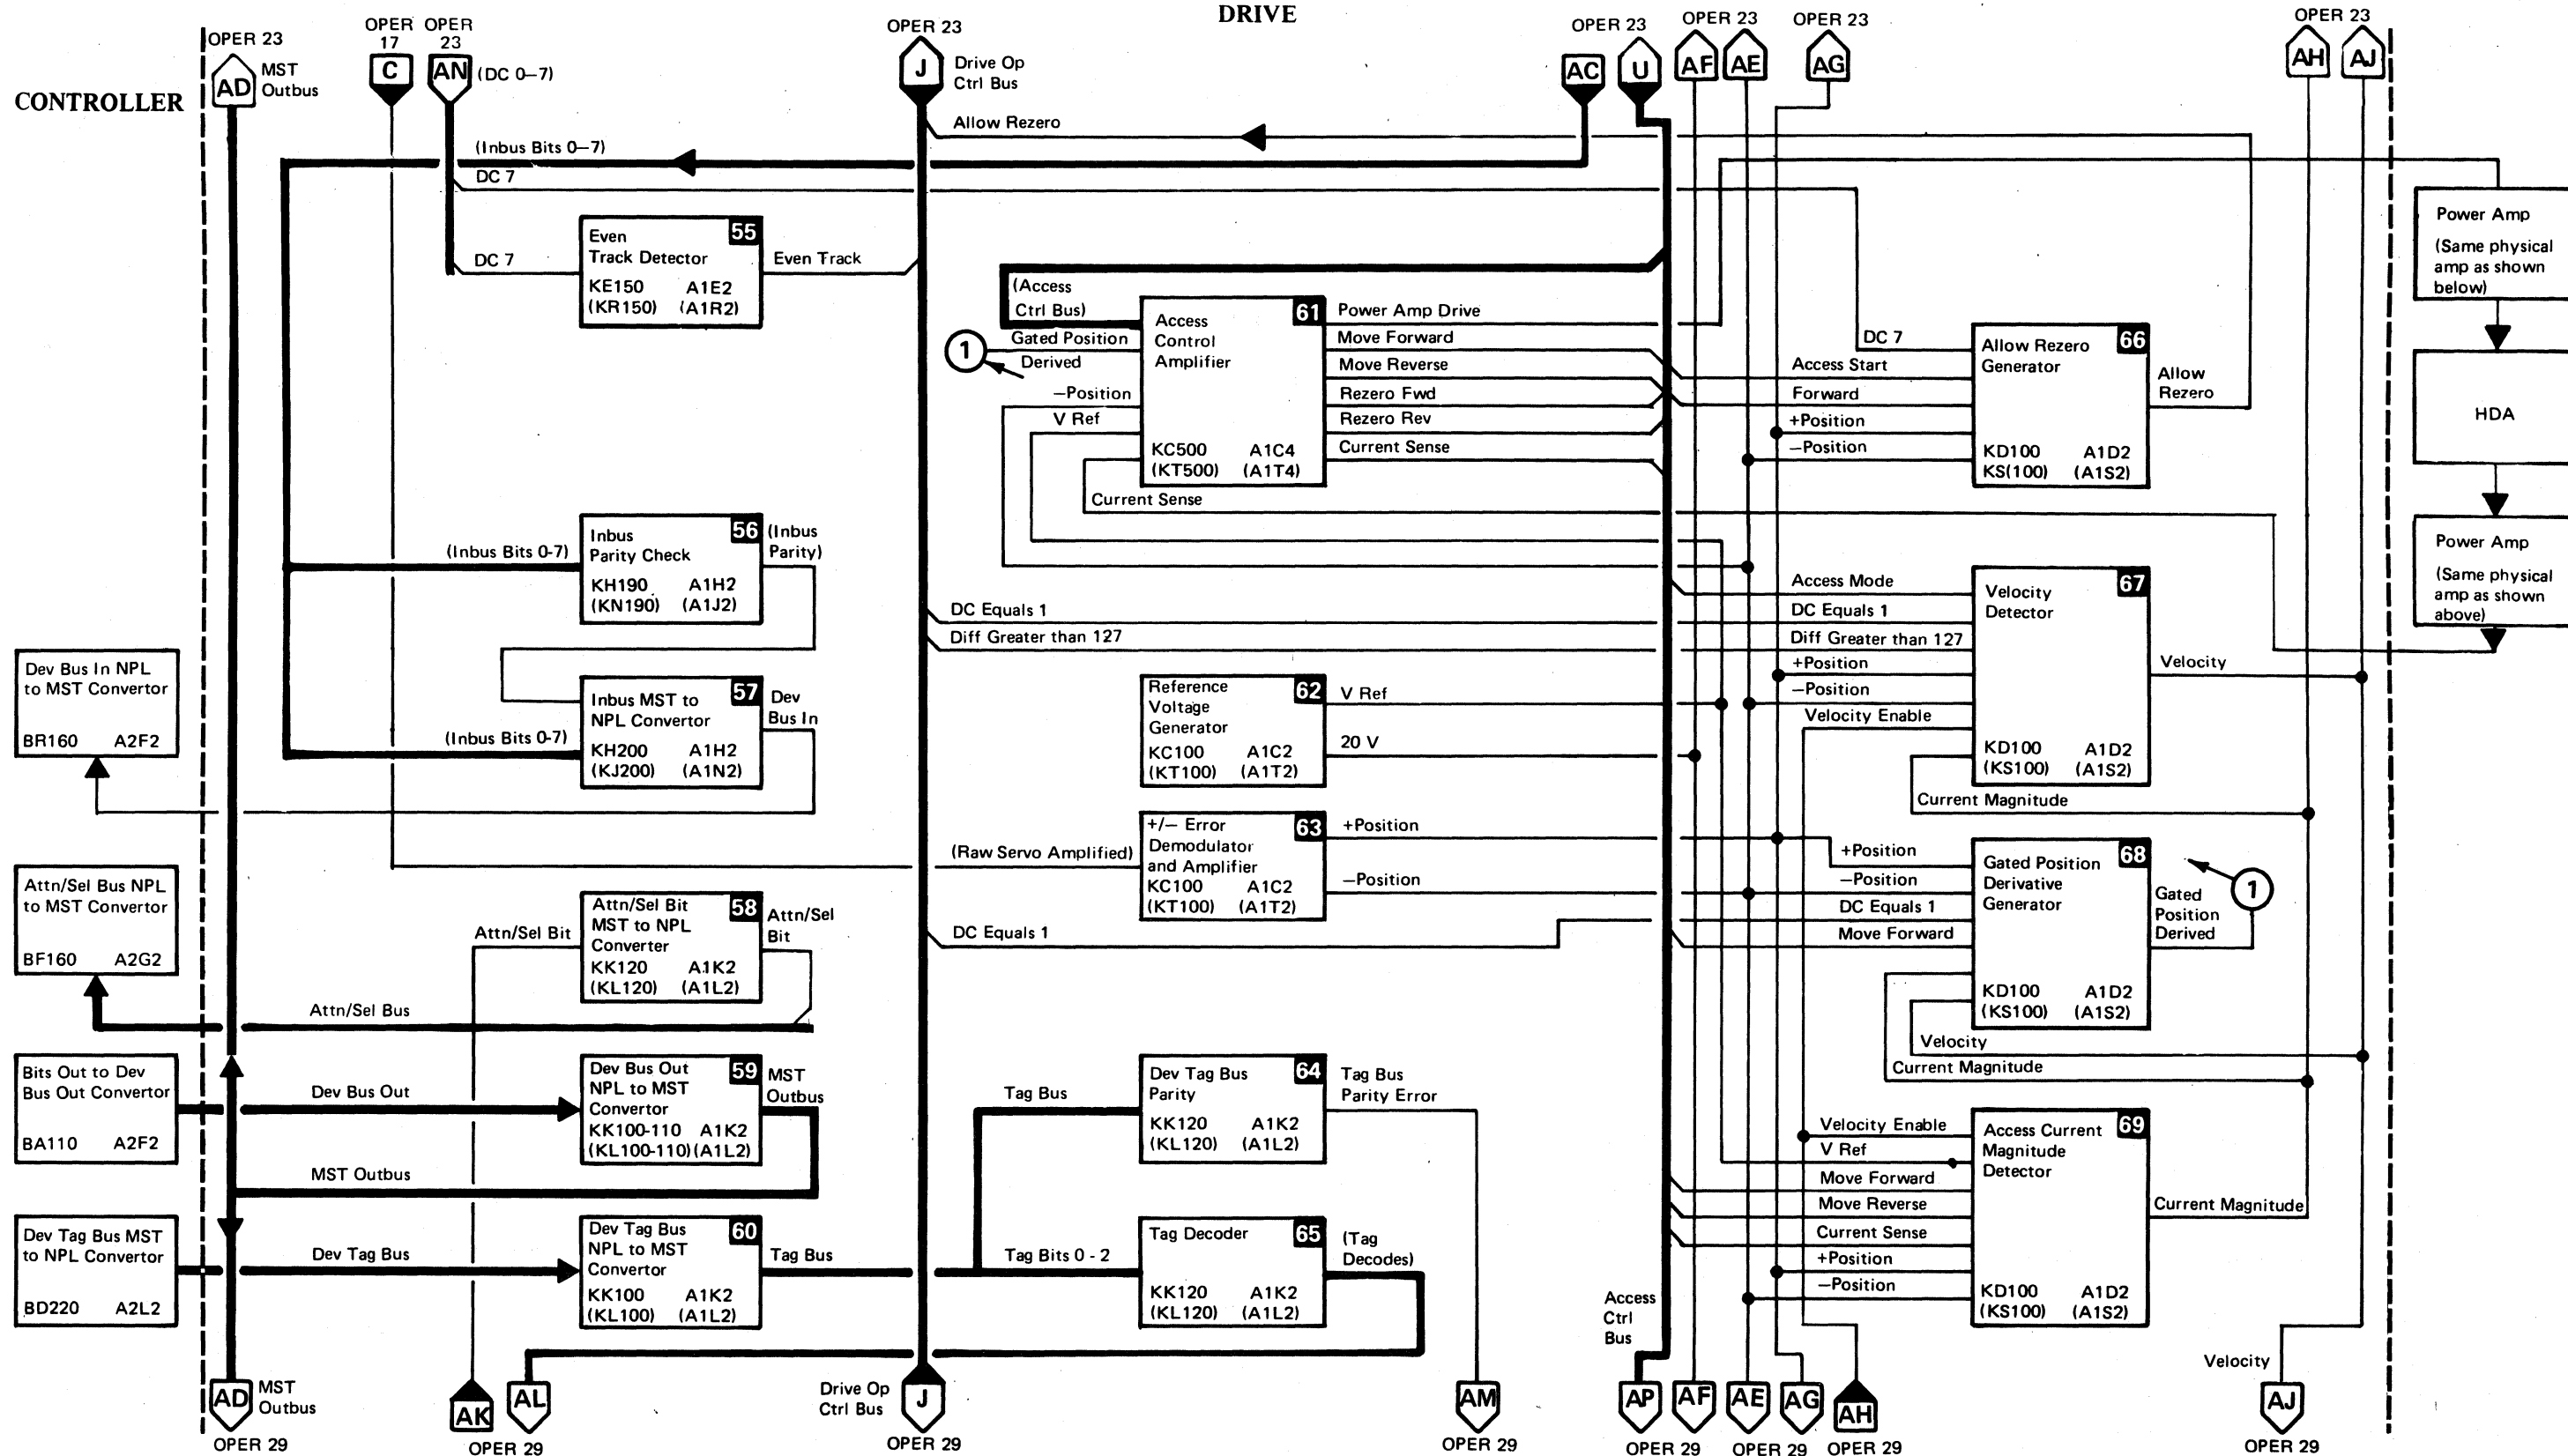 DRIVE
CONTROLLER
OPER 23
AD
MST
Outbus
OPER
17
C
OPER
23
AN
(DC 0–7)
OPER 23
J
Drive Op
Ctrl Bus
OPER 23
AC
U
OPER 23
AF
AE
OPER 23
AG
OPER 23
AH
AJ
Allow Rezero
(Inbus Bits 0–7)
DC 7
DC 7
Even
Track Detector
55
KE150 A1E2
(KR150) (A1R2)
Even Track
(Inbus Bits 0-7)
Inbus
Parity Check
56
KH190 A1H2
(KN190) (A1J2)
(Inbus
Parity)
(Inbus Bits 0-7)
Inbus MST to
NPL Convertor
57
KH200 A1H2
(KJ200) (A1N2)
Dev
Bus In
Dev Bus In NPL
to MST Convertor
BR160 A2F2
Attn/Sel Bus NPL
to MST Convertor
BF160 A2G2
Attn/Sel Bit
Attn/Sel Bit
MST to NPL
Converter
58
KK120 A1K2
(KL120) (A1L2)
Attn/Sel
Bit
Attn/Sel Bus
Bits Out to Dev
Bus Out Convertor
BA110 A2F2
Dev Bus Out
Dev Bus Out
NPL to MST
Convertor
59
KK100-110 A1K2
(KL100-110) (A1L2)
MST
Outbus
MST Outbus
Dev Tag Bus MST
to NPL Convertor
BD220 A2L2
Dev Tag Bus
Dev Tag Bus
NPL to MST
Convertor
60
KK100 A1K2
(KL100) (A1L2)
Tag Bus
(Access
Ctrl Bus)
1
Gated Position
Derived
–Position
V Ref
Access
Control
Amplifier
61
KC500 A1C4
(KT500) (A1T4)
Power Amp Drive
Move Forward
Move Reverse
Rezero Fwd
Rezero Rev
Current Sense
Current Sense
DC Equals 1
Diff Greater than 127
Reference
Voltage
Generator
62
KC100 A1C2
(KT100) (A1T2)
V Ref
20 V
(Raw Servo Amplified)
+/– Error
Demodulator
and Amplifier
63
KC100 A1C2
(KT100) (A1T2)
+Position
–Position
DC Equals 1
Tag Bus
Dev Tag Bus
Parity
64
KK120 A1K2
(KL120) (A1L2)
Tag Bus
Parity Error
Tag Bits 0 - 2
Tag Decoder
65
KK120 A1K2
(KL120) (A1L2)
(Tag
Decodes)
DC 7
Access Start
Forward
+Position
–Position
Allow Rezero
Generator
66
KD100 A1D2
KS(100) (A1S2)
Allow
Rezero
Access Mode
DC Equals 1
Diff Greater than 127
+Position
–Position
Velocity Enable
Velocity
Detector
67
KD100 A1D2
(KS100) (A1S2)
Velocity
Current Magnitude
+Position
–Position
DC Equals 1
Move Forward
Gated Position
Derivative
Generator
68
KD100 A1D2
(KS100) (A1S2)
Gated
Position
Derived
1
Velocity
Current Magnitude
Velocity Enable
V Ref
Move Forward
Move Reverse
Current Sense
+Position
–Position
Access Current
Magnitude
Detector
69
KD100 A1D2
(KS100) (A1S2)
Current Magnitude
Power Amp
(Same physical
amp as shown
below)
HDA
Power Amp
(Same physical
amp as shown
above)
AD
MST
Outbus
OPER 29
AK
AL
OPER 29
Drive Op
Ctrl Bus
J
OPER 29
AM
OPER 29
Access
Ctrl
Bus
AP
AF
OPER 29
AE
AG
OPER 29
AH
OPER 29
Velocity
AJ
OPER 29